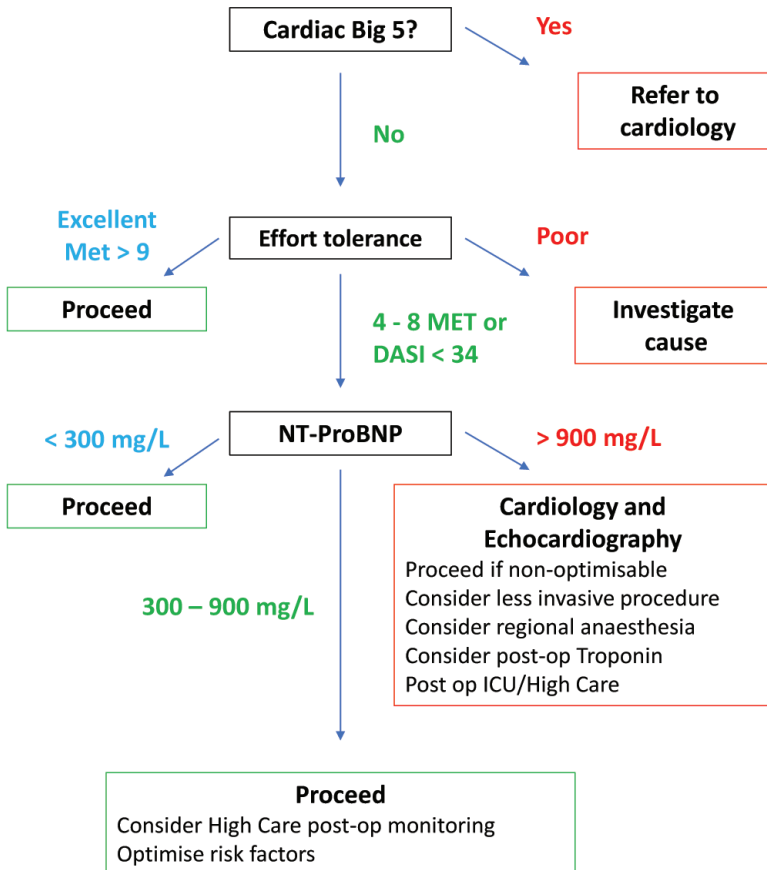 Cardiac Big 5?
Yes
Refer to
cardiology
No
Excellent
Met > 9
Effort tolerance
Poor
Proceed
4 - 8 MET or
DASI < 34
Investigate
cause
< 300 mg/L
NT-ProBNP
> 900 mg/L
Proceed
Cardiology and
Echocardiography
Proceed if non-optimisable
Consider less invasive procedure
Consider regional anaesthesia
Consider post-op Troponin
Post op ICU/High Care
300 – 900 mg/L
Proceed
Consider High Care post-op monitoring
Optimise risk factors